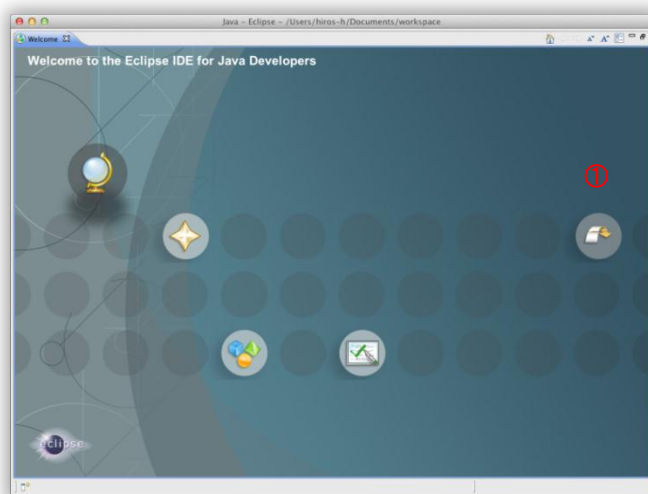 Java - Eclipse - /Users/hiros-h/Documents/workspace
Welcome
Welcome to the Eclipse IDE for Java Developers
①
eclipse